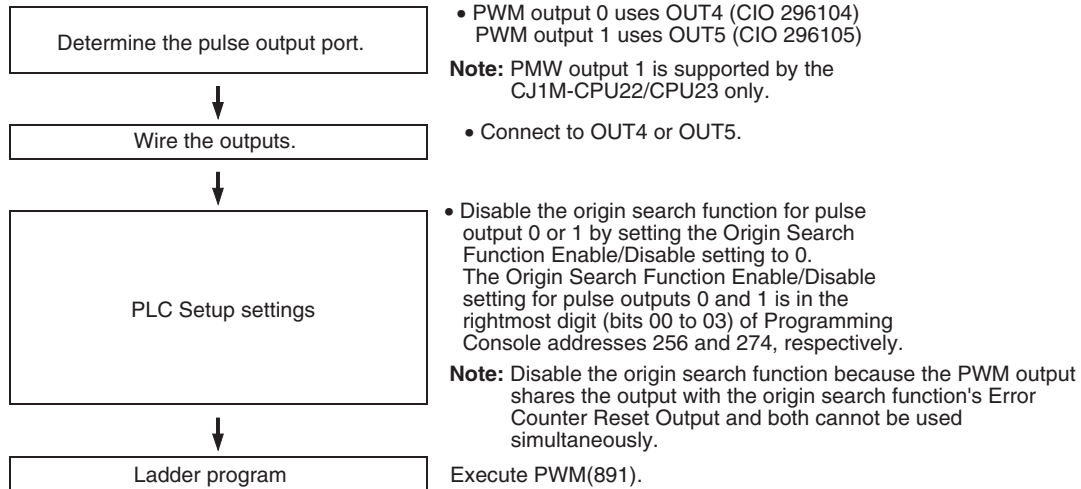 Determine the pulse output port.
• PWM output 0 uses OUT4 (CIO 296104)
PWM output 1 uses OUT5 (CIO 296105)
Note: PMW output 1 is supported by the
CJ1M-CPU22/CPU23 only.
Wire the outputs.
• Connect to OUT4 or OUT5.
PLC Setup settings
• Disable the origin search function for pulse
output 0 or 1 by setting the Origin Search
Function Enable/Disable setting to 0.
The Origin Search Function Enable/Disable
setting for pulse outputs 0 and 1 is in the
rightmost digit (bits 00 to 03) of Programming
Console addresses 256 and 274, respectively.
Note: Disable the origin search function because the PWM output
shares the output with the origin search function's Error
Counter Reset Output and both cannot be used
simultaneously.
Ladder program
Execute PWM(891).